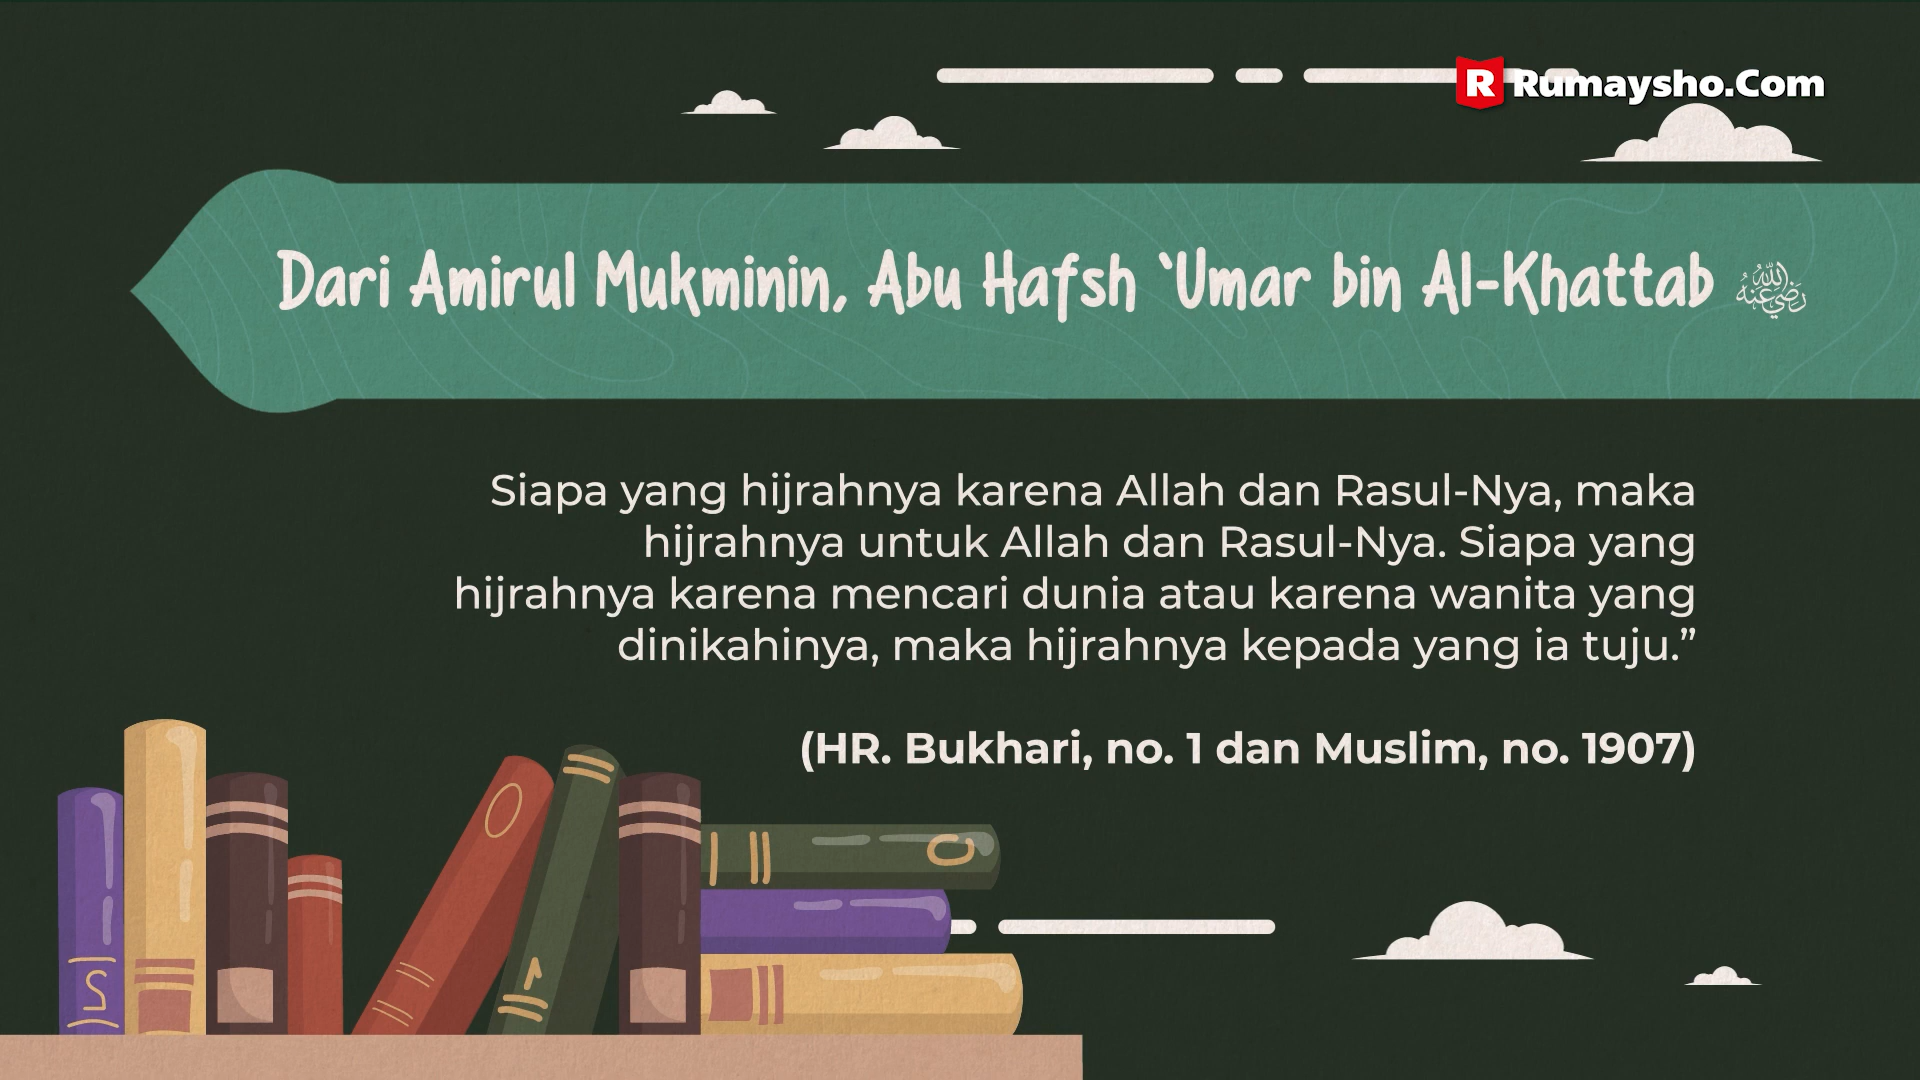 R Rumaysho.Com
Dari Amirul Mukminin, Abu Hafsh ‘Umar bin Al-Khattab رضي الله عنه
Siapa yang hijrahnya karena Allah dan Rasul-Nya, maka
hijrahnya untuk Allah dan Rasul-Nya. Siapa yang
hijrahnya karena mencari dunia atau karena wanita yang
dinikahinya, maka hijrahnya kepada yang ia tuju.”
(HR. Bukhari, no. 1 dan Muslim, no. 1907)